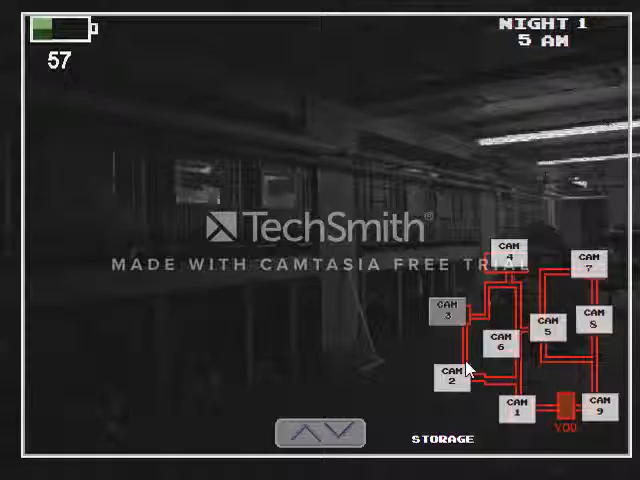 NIGHT 1
5 AM
57
TechSmith®
MADE WITH CAMTASIA FREE TRIAL
CAM 4
CAM 7
CAM 3
CAM 8
CAM 5
CAM 6
CAM 2
CAM 1
CAM 9
YOU
STORAGE